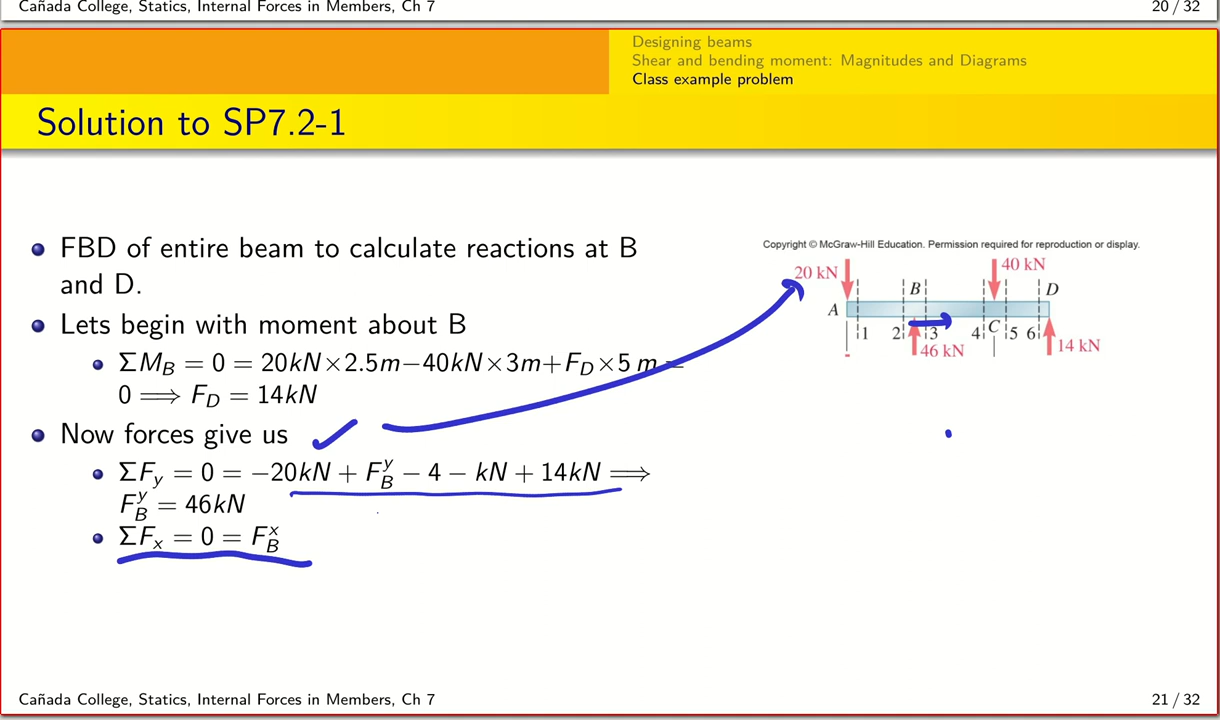 Cañada College, Statics, Internal Forces in Members, Ch 7
20 / 32
Designing beams
Shear and bending moment: Magnitudes and Diagrams
Class example problem
Solution to SP7.2-1
FBD of entire beam to calculate reactions at B
and D.
Lets begin with moment about B
ΣM_B = 0 = 20kN×2.5m−40kN×3m+F_D×5 m =
0 ⟹ F_D = 14kN
Now forces give us
ΣF_y = 0 = −20kN + F_B^y − 4 − kN + 14kN ⟹
F_B^y = 46kN
ΣF_x = 0 = F_B^x
Copyright © McGraw-Hill Education. Permission required for reproduction or display.
20 kN
40 kN
B
D
A
1
2
3
4
C
5
6
46 kN
14 kN
Cañada College, Statics, Internal Forces in Members, Ch 7
21 / 32